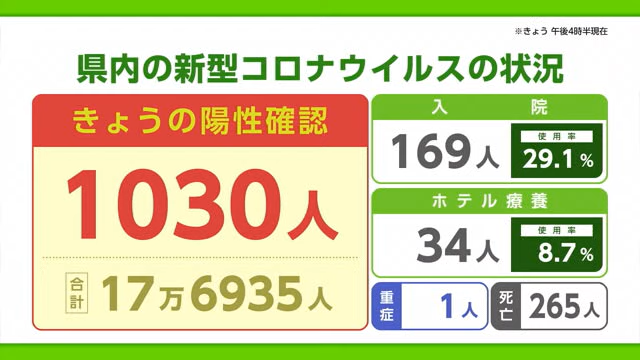 ※きょう 午後4時半現在
県内の新型コロナウイルスの状況
きょうの陽性確認
1030人
合計 17万6935人
入院
169人
使用率
29.1%
ホテル療養
34人
使用率
8.7%
重症 1人
死亡 265人